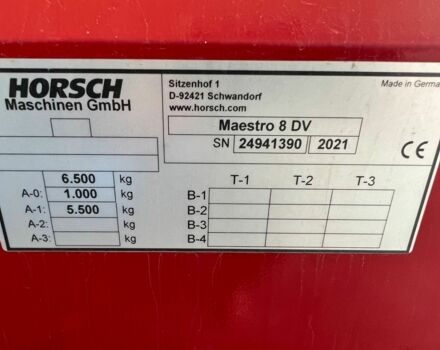 HORSCH
Maschinen GmbH
Sitzenhof 1
D-92421 Schwandorf
www.horsch.com
Made in Germa
Maestro 8 DV
SN 24941390 2021
CE
6.500 kg
A-0: 1.000 kg
A-1: 5.500 kg
A-2: kg
A-3: kg
T-1 T-2 T-3
B-1
B-2
B-3
B-4